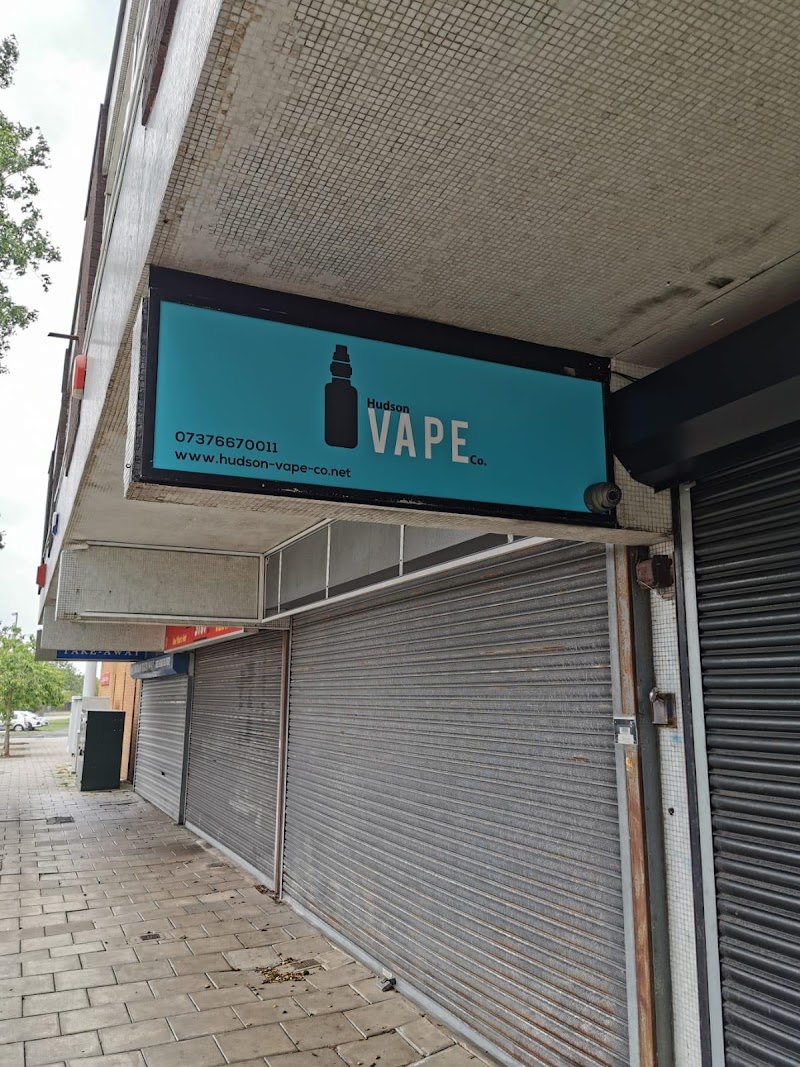 Hudson
VAPE
Co.
07376670011
www.hudson-vape-co.net
TAKE-AWAY